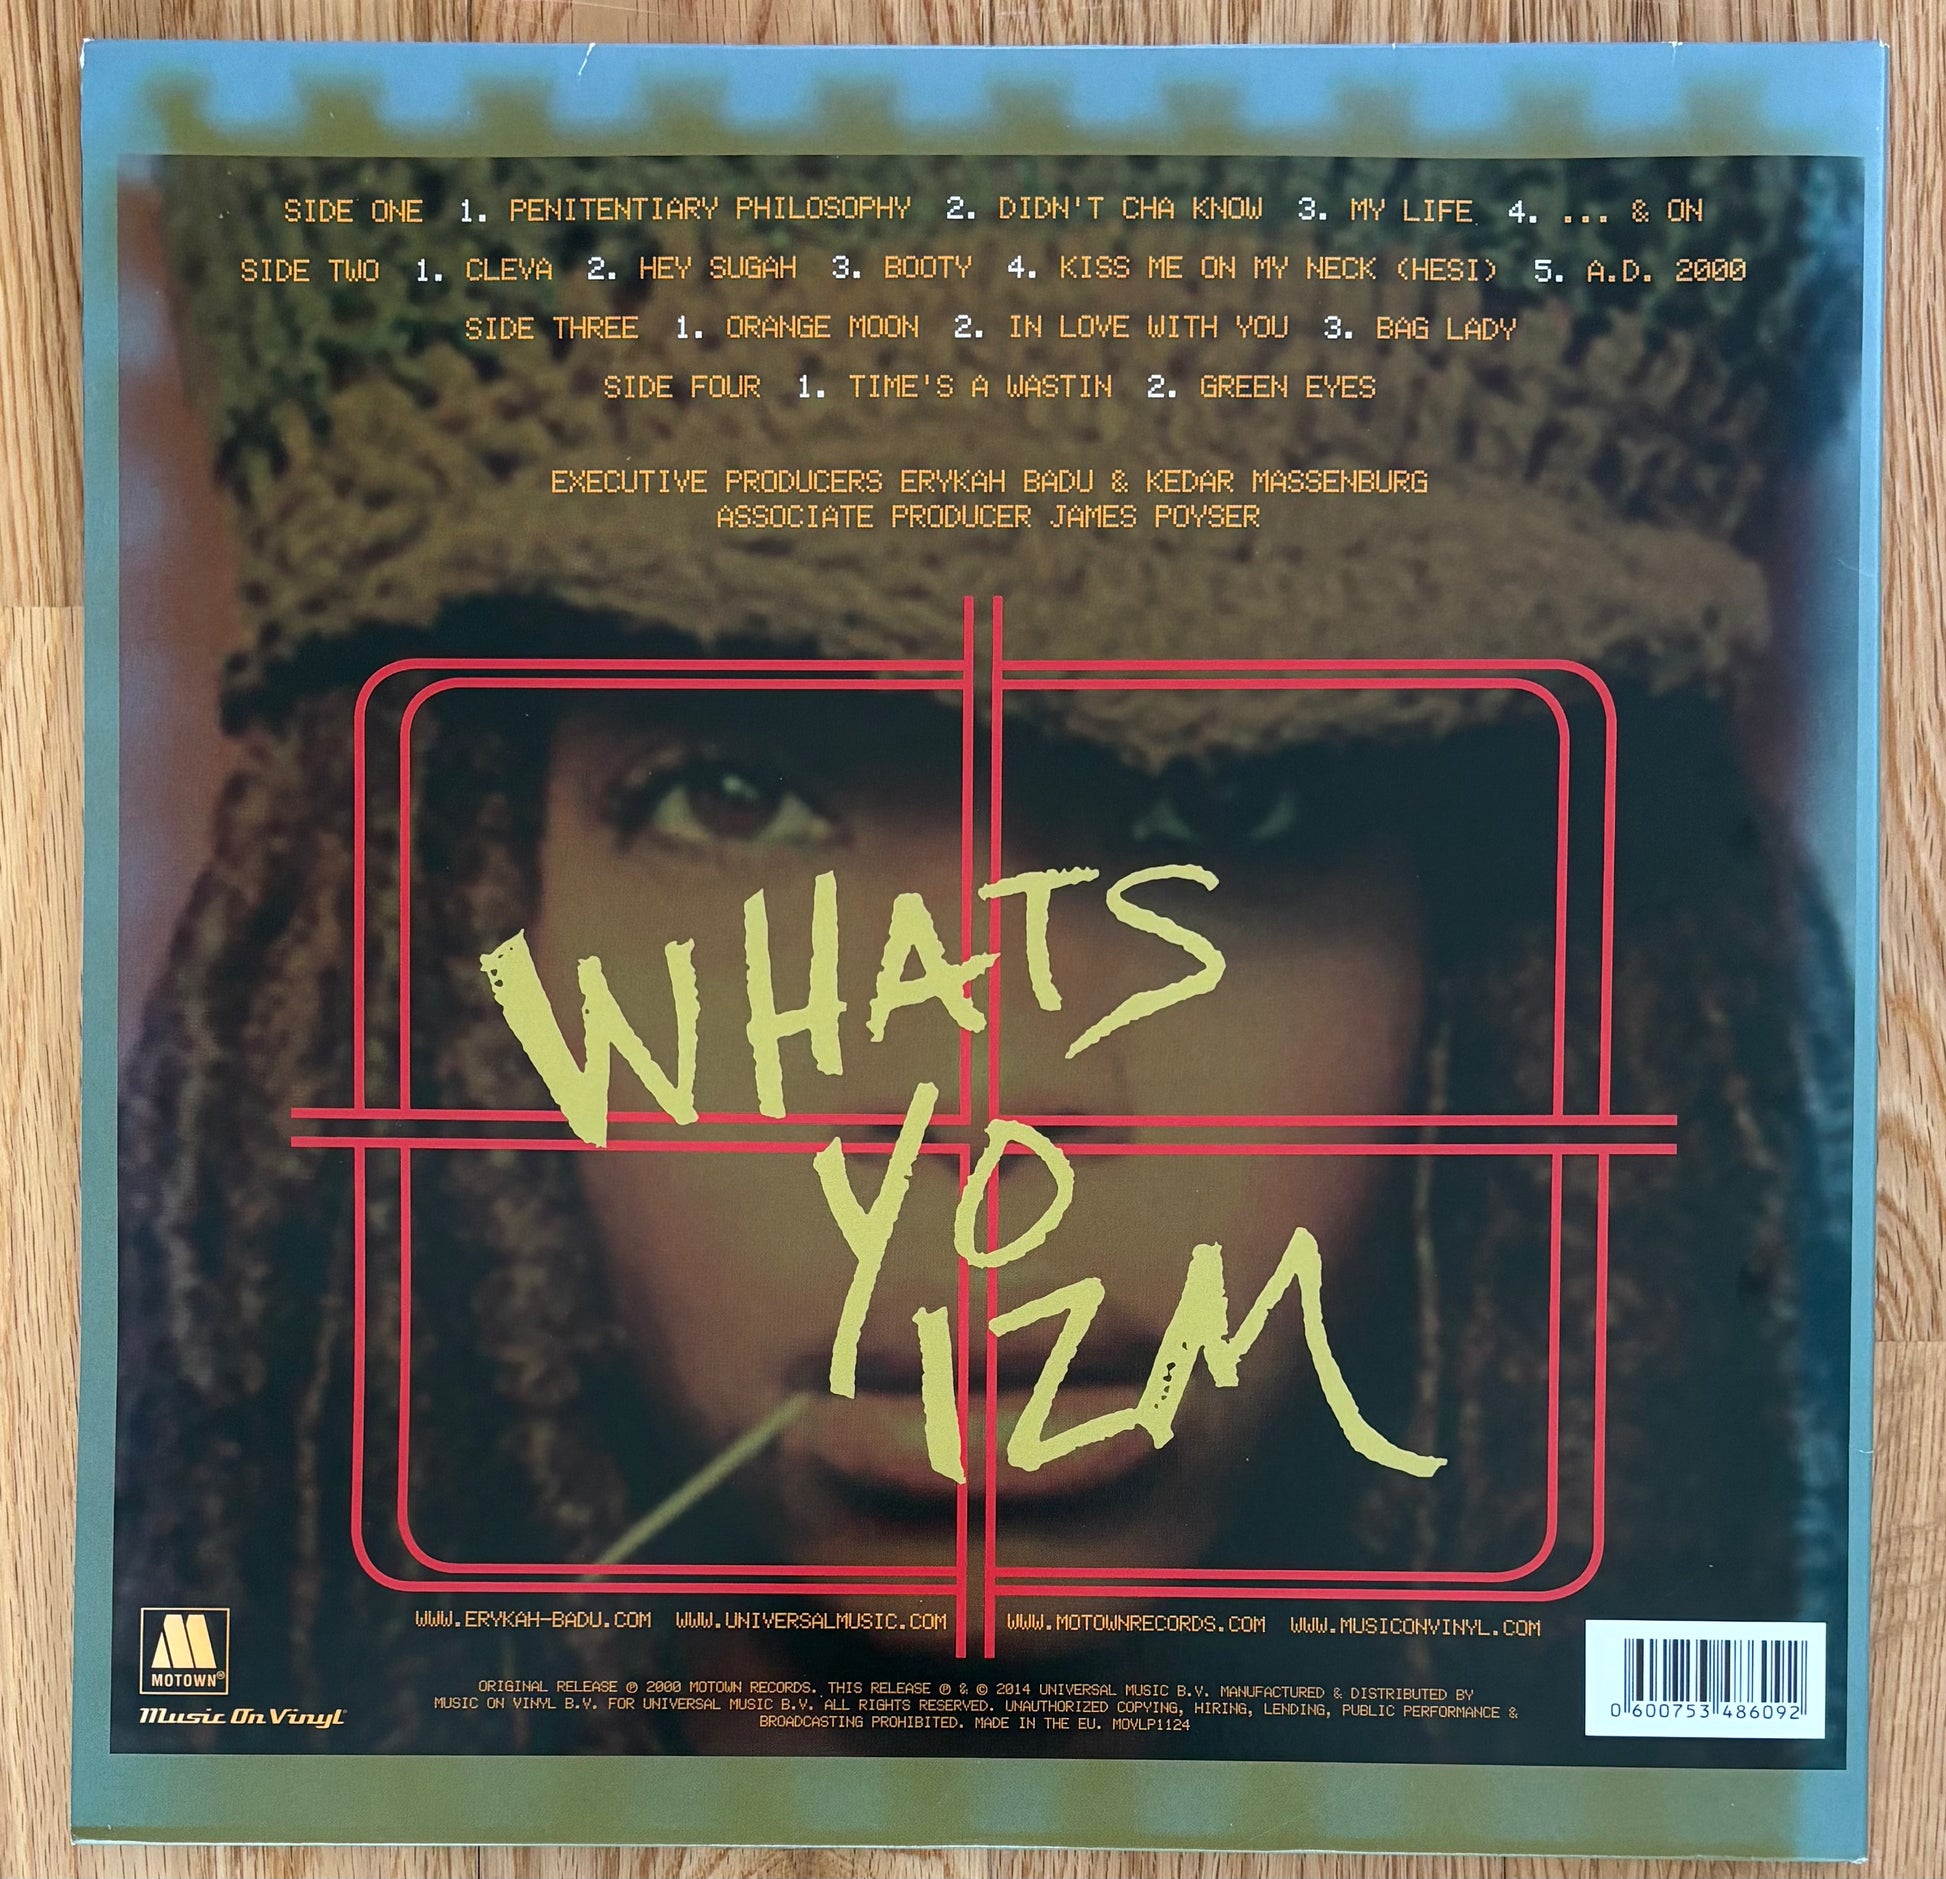 SIDE ONE 1. PENITENTIARY PHILOSOPHY 2. DIDN'T CHA KNOW 3. MY LIFE 4. ... & ON
SIDE TWO 1. CLEVA 2. HEY SUGAH 3. BOOTY 4. KISS ME ON MY NECK (HESI) 5. A.D. 2000
SIDE THREE 1. ORANGE MOON 2. IN LOVE WITH YOU 3. BAG LADY
SIDE FOUR 1. TIME'S A WASTIN 2. GREEN EYES
EXECUTIVE PRODUCERS ERYKAH BADU & KEDAR MASSENBURG
ASSOCIATE PRODUCER JAMES POYSER
WHATS
YO
IZM
WWW.ERYKAH-BADU.COM WWW.UNIVERSALMUSIC.COM WWW.MOTOWNRECORDS.COM WWW.MUSICONVINYL.COM
M
MOTOWN®
Music On Vinyl
ORIGINAL RELEASE ℗ 2000 MOTOWN RECORDS. THIS RELEASE ℗ & © 2014 UNIVERSAL MUSIC B.V. MANUFACTURED & DISTRIBUTED BY
MUSIC ON VINYL B.V. FOR UNIVERSAL MUSIC B.V. ALL RIGHTS RESERVED. UNAUTHORIZED COPYING, HIRING, LENDING, PUBLIC PERFORMANCE &
BROADCASTING PROHIBITED. MADE IN THE EU. MOVLP1124
0 600753 486092